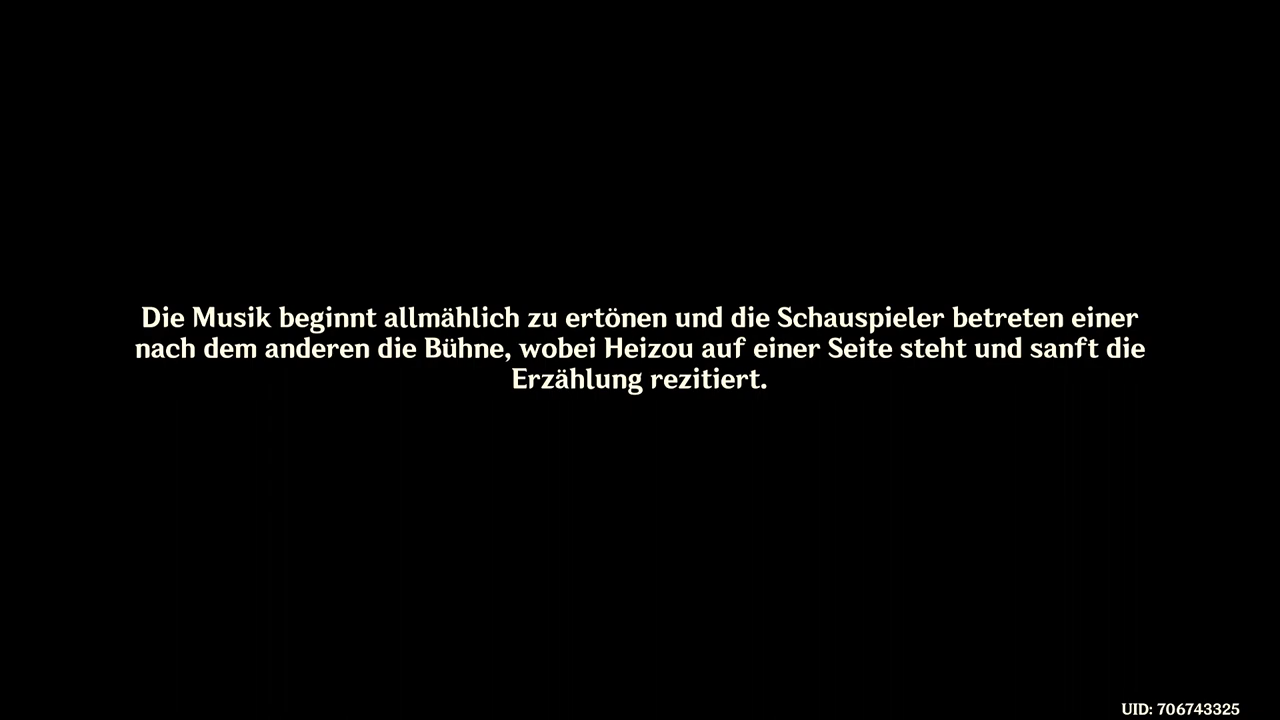 Die Musik beginnt allmählich zu ertönen und die Schauspieler betreten einer
nach dem anderen die Bühne, wobei Heizou auf einer Seite steht und sanft die
Erzählung rezitiert.
UID: 706743325